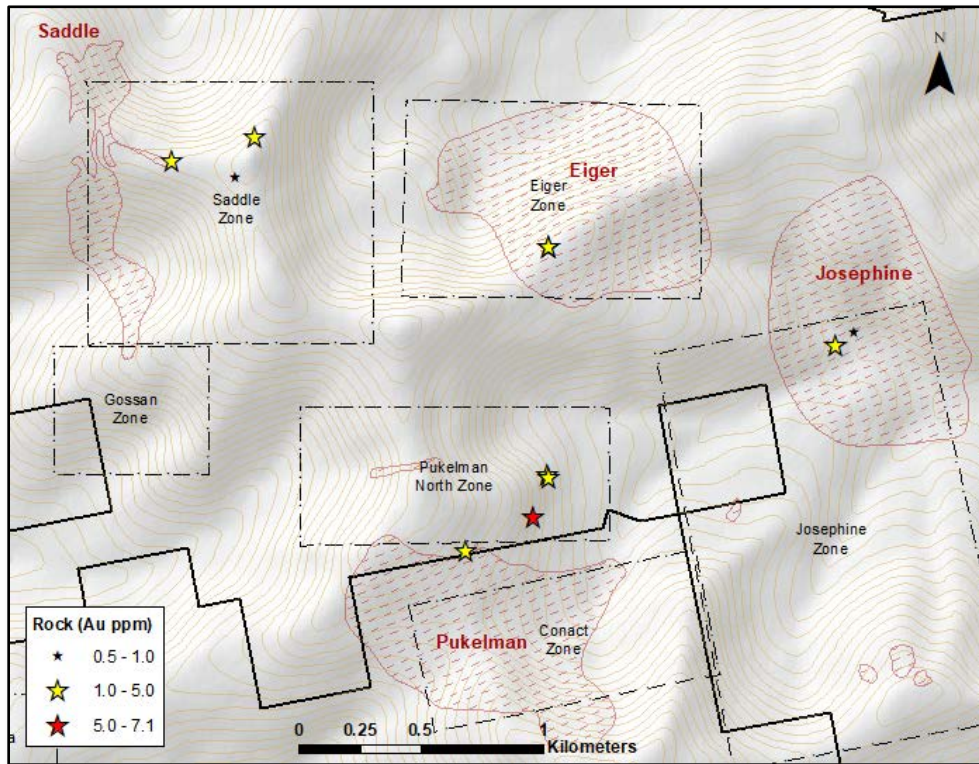 Saddle
N
Eiger
Eiger
Zone
Saddle
Zone
Josephine
Gossan
Zone
Pukelman
North Zone
Josephine
Zone
Conact
Zone
Pukelman
Rock (Au ppm)
0.5 - 1.0
1.0 - 5.0
5.0 - 7.1
0 0.25 0.5 1
Kilometers
a